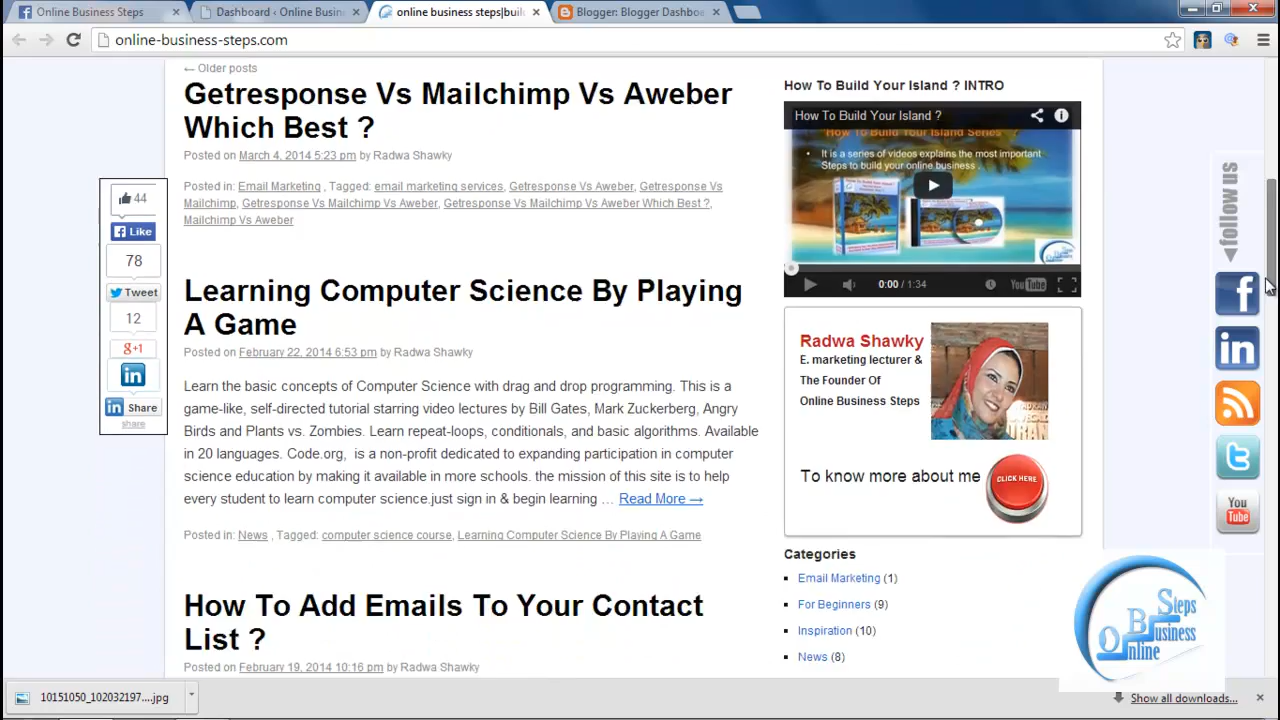 Online Business Steps
Dashboard ‹ Online Busin
online business steps|buil
Blogger: Blogger Dashbo
online-business-steps.com
← Older posts
Getresponse Vs Mailchimp Vs Aweber
Which Best ?
Posted on March 4, 2014 5:23 pm by Radwa Shawky
Posted in: Email Marketing , Tagged: email marketing services, Getresponse Vs Aweber, Getresponse Vs
Mailchimp, Getresponse Vs Mailchimp Vs Aweber, Getresponse Vs Mailchimp Vs Aweber Which Best ?,
Mailchimp Vs Aweber
44
Like
78
Tweet
12
g+1
in
in Share
share
Learning Computer Science By Playing
A Game
Posted on February 22, 2014 6:53 pm by Radwa Shawky
Learn the basic concepts of Computer Science with drag and drop programming. This is a
game-like, self-directed tutorial starring video lectures by Bill Gates, Mark Zuckerberg, Angry
Birds and Plants vs. Zombies. Learn repeat-loops, conditionals, and basic algorithms. Available
in 20 languages. Code.org, is a non-profit dedicated to expanding participation in computer
science education by making it available in more schools. the mission of this site is to help
every student to learn computer science.just sign in & begin learning … Read More →
Posted in: News , Tagged: computer science course, Learning Computer Science By Playing A Game
How To Add Emails To Your Contact
List ?
Posted on February 19, 2014 10:16 pm by Radwa Shawky
How To Build Your Island ? INTRO
How To Build Your Island ?
How To Build Your Island Series
• It is a series of videos explains the most important
Steps to build your online business .
0:00 / 1:34
YouTube
Radwa Shawky
E. marketing lecturer &
The Founder Of
Online Business Steps
To know more about me
CLICK HERE
Categories
Email Marketing (1)
For Beginners (9)
Inspiration (10)
News (8)
follow us
f
in
You
Tube
Steps
Business
Online
10151050_102032197....jpg
Show all downloads...